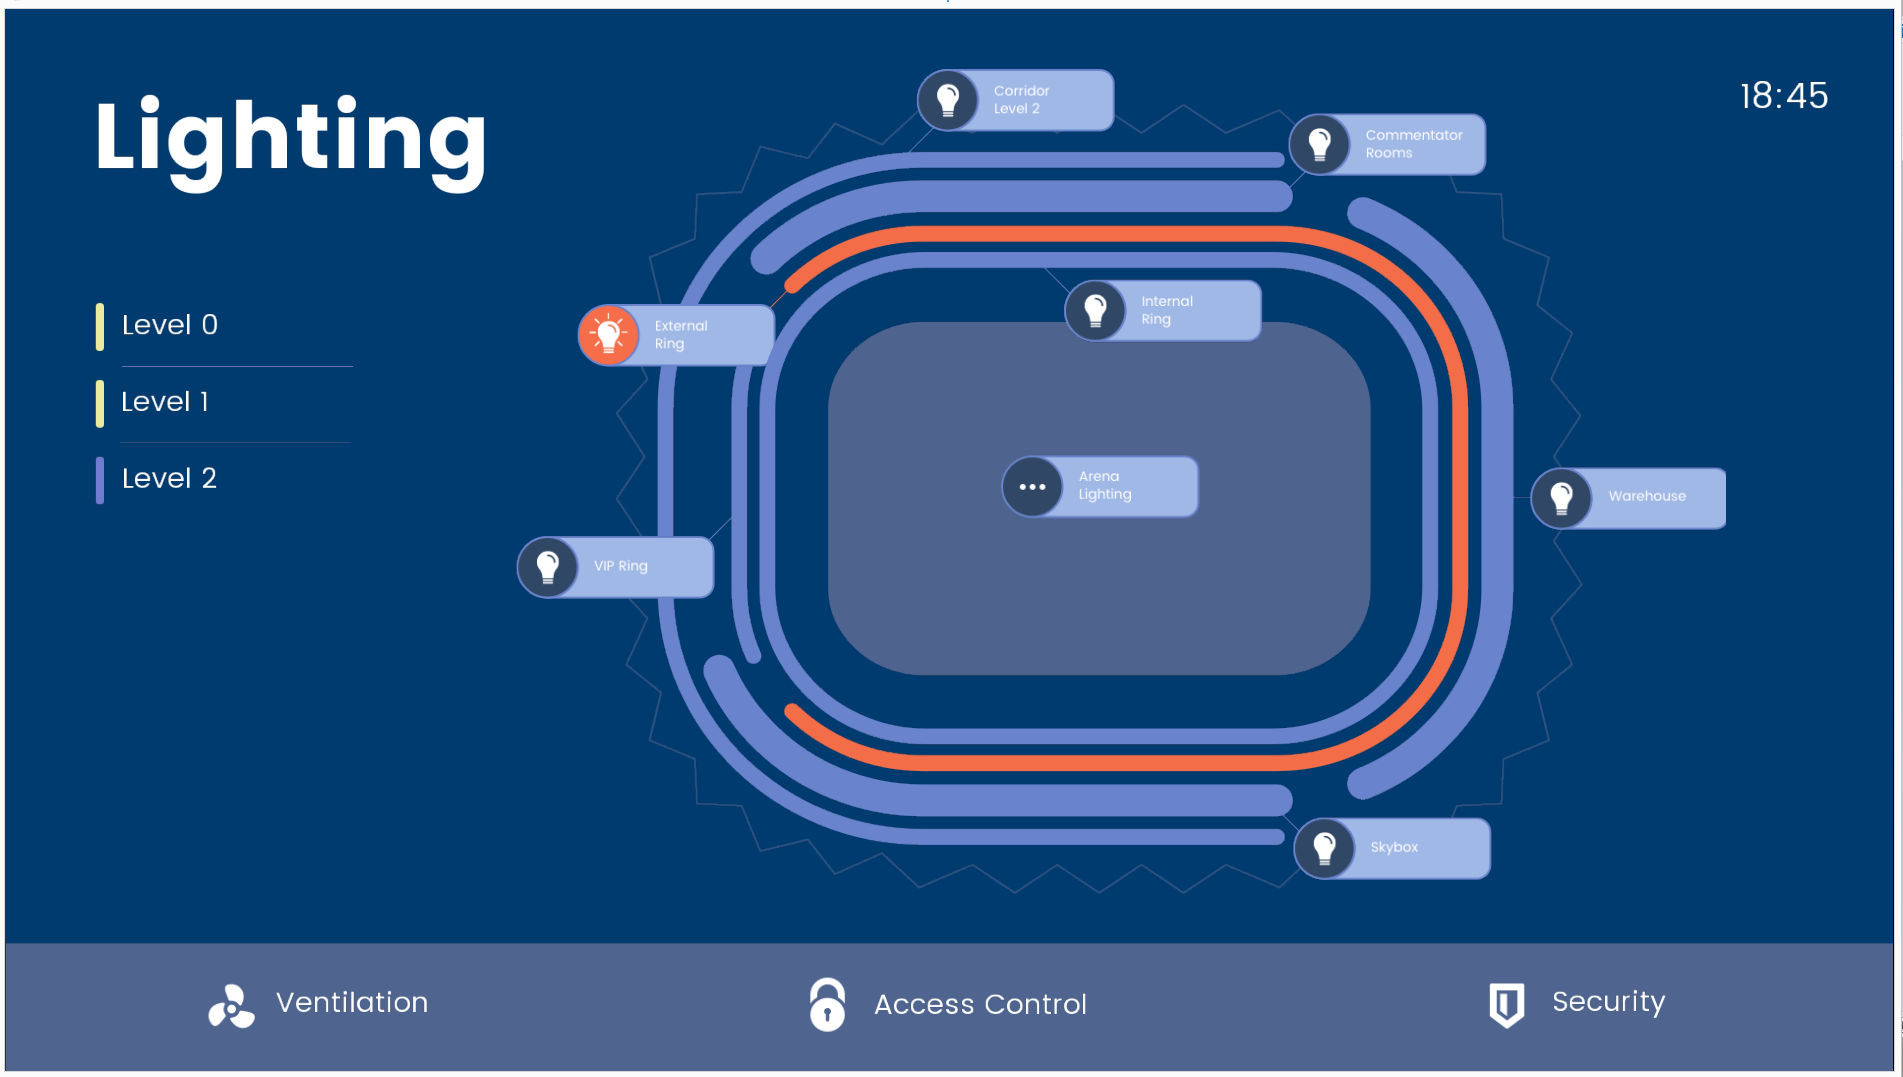 Lighting
18:45
Corridor
Level 2
Commentator
Rooms
Internal
Ring
External
Ring
Level 0
Level 1
Level 2
Arena
Lighting
Warehouse
VIP Ring
Skybox
Ventilation
Access Control
Security